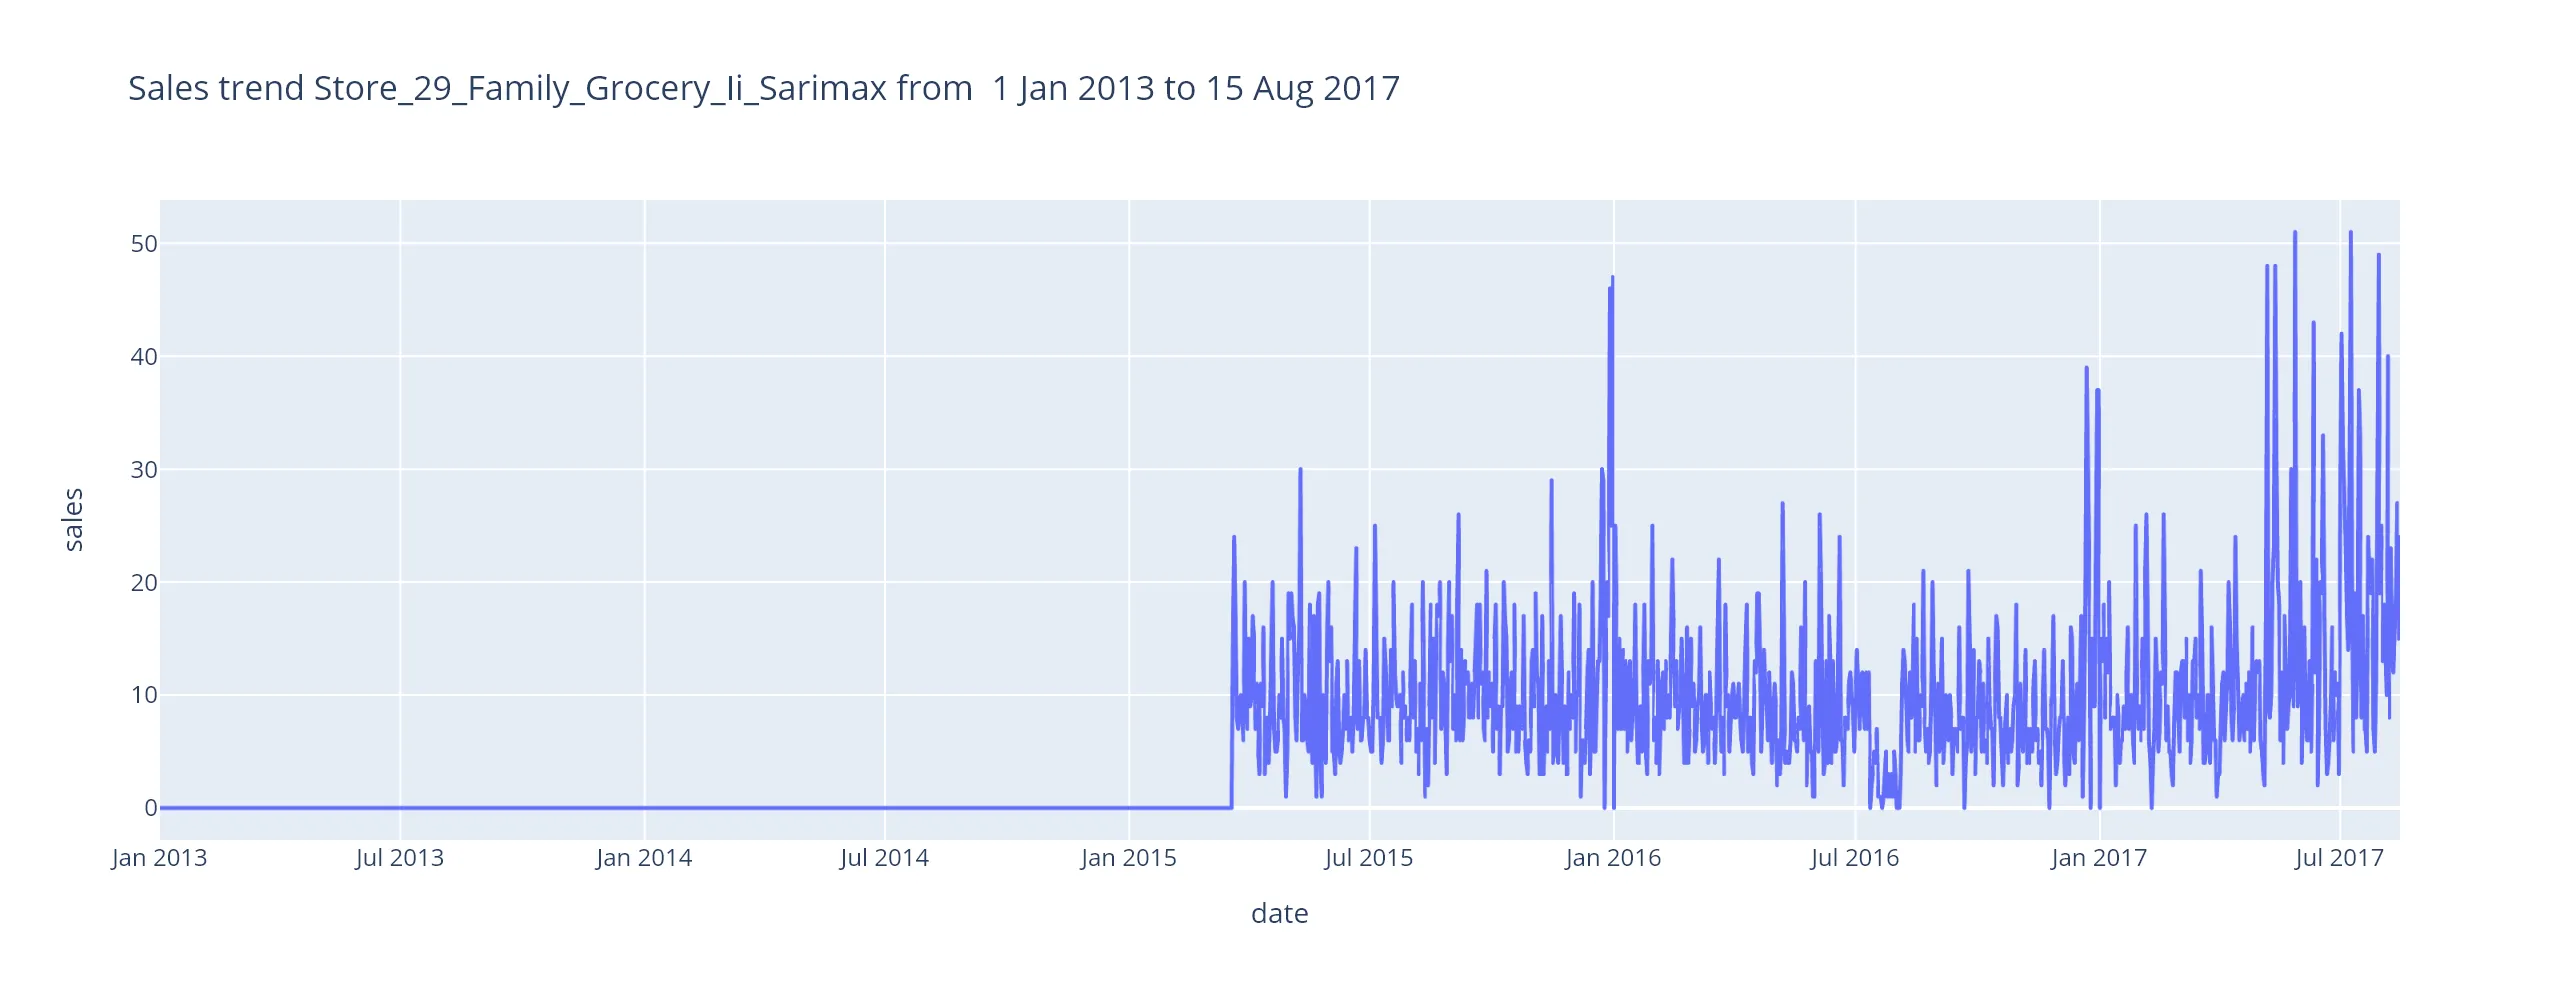 Sales trend Store_29_Family_Grocery_Ii_Sarimax from  1 Jan 2013 to 15 Aug 2017
50
40
30
20
10
0
sales
Jan 2013 Jul 2013 Jan 2014 Jul 2014 Jan 2015 Jul 2015 Jan 2016 Jul 2016 Jan 2017 Jul 2017
date